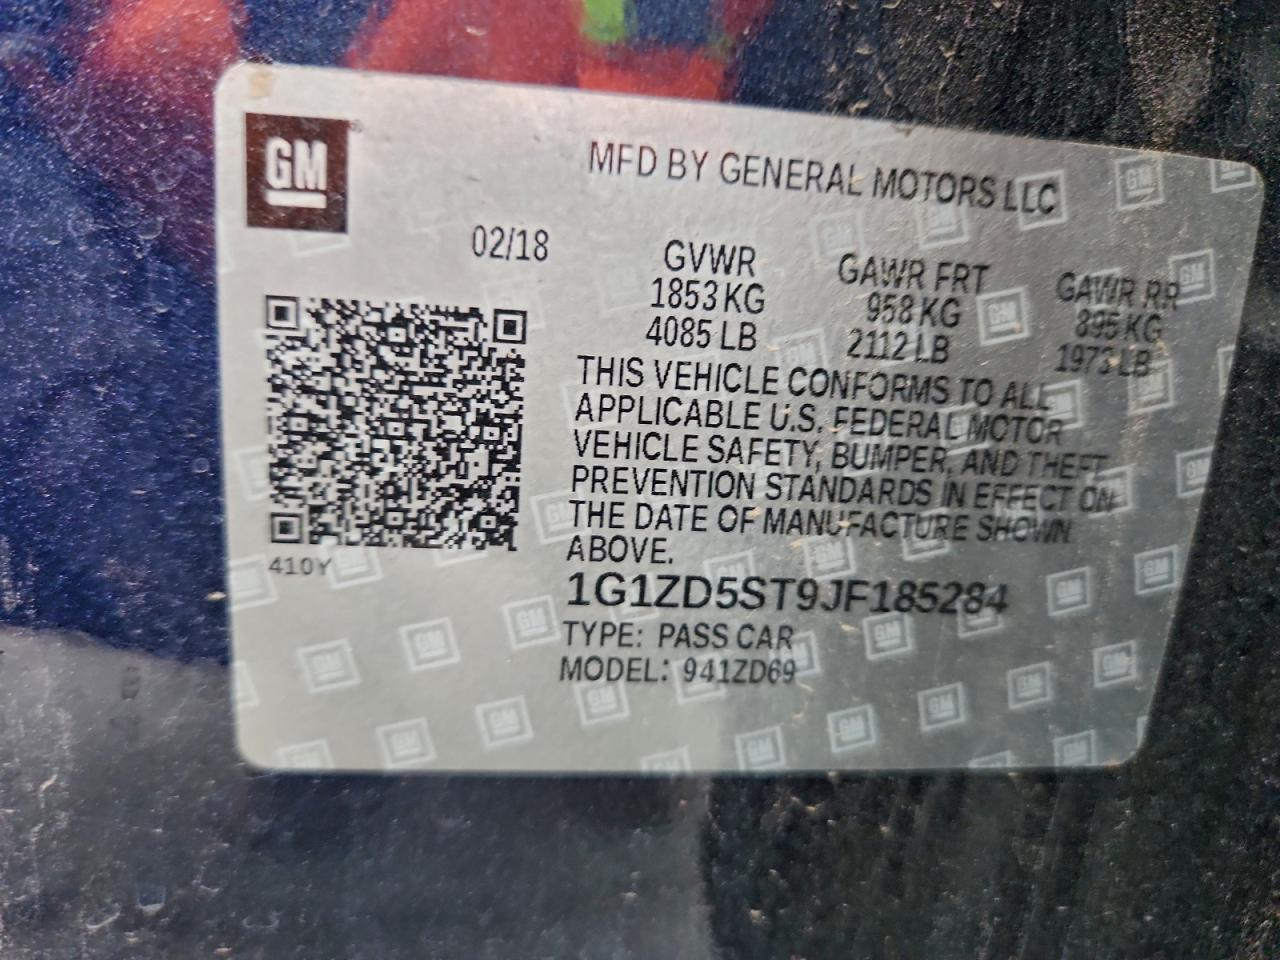 GM
MFD BY GENERAL MOTORS LLC
02/18
GVWR
1853 KG
4085 LB
GAWR FRT
958 KG
2112 LB
GAWR RR
895 KG
1973 LB
THIS VEHICLE CONFORMS TO ALL
APPLICABLE U.S. FEDERAL MOTOR
VEHICLE SAFETY, BUMPER, AND THEFT
PREVENTION STANDARDS IN EFFECT ON
THE DATE OF MANUFACTURE SHOWN
ABOVE.
410Y
1G1ZD5ST9JF185284
TYPE: PASS CAR
MODEL: 941ZD69